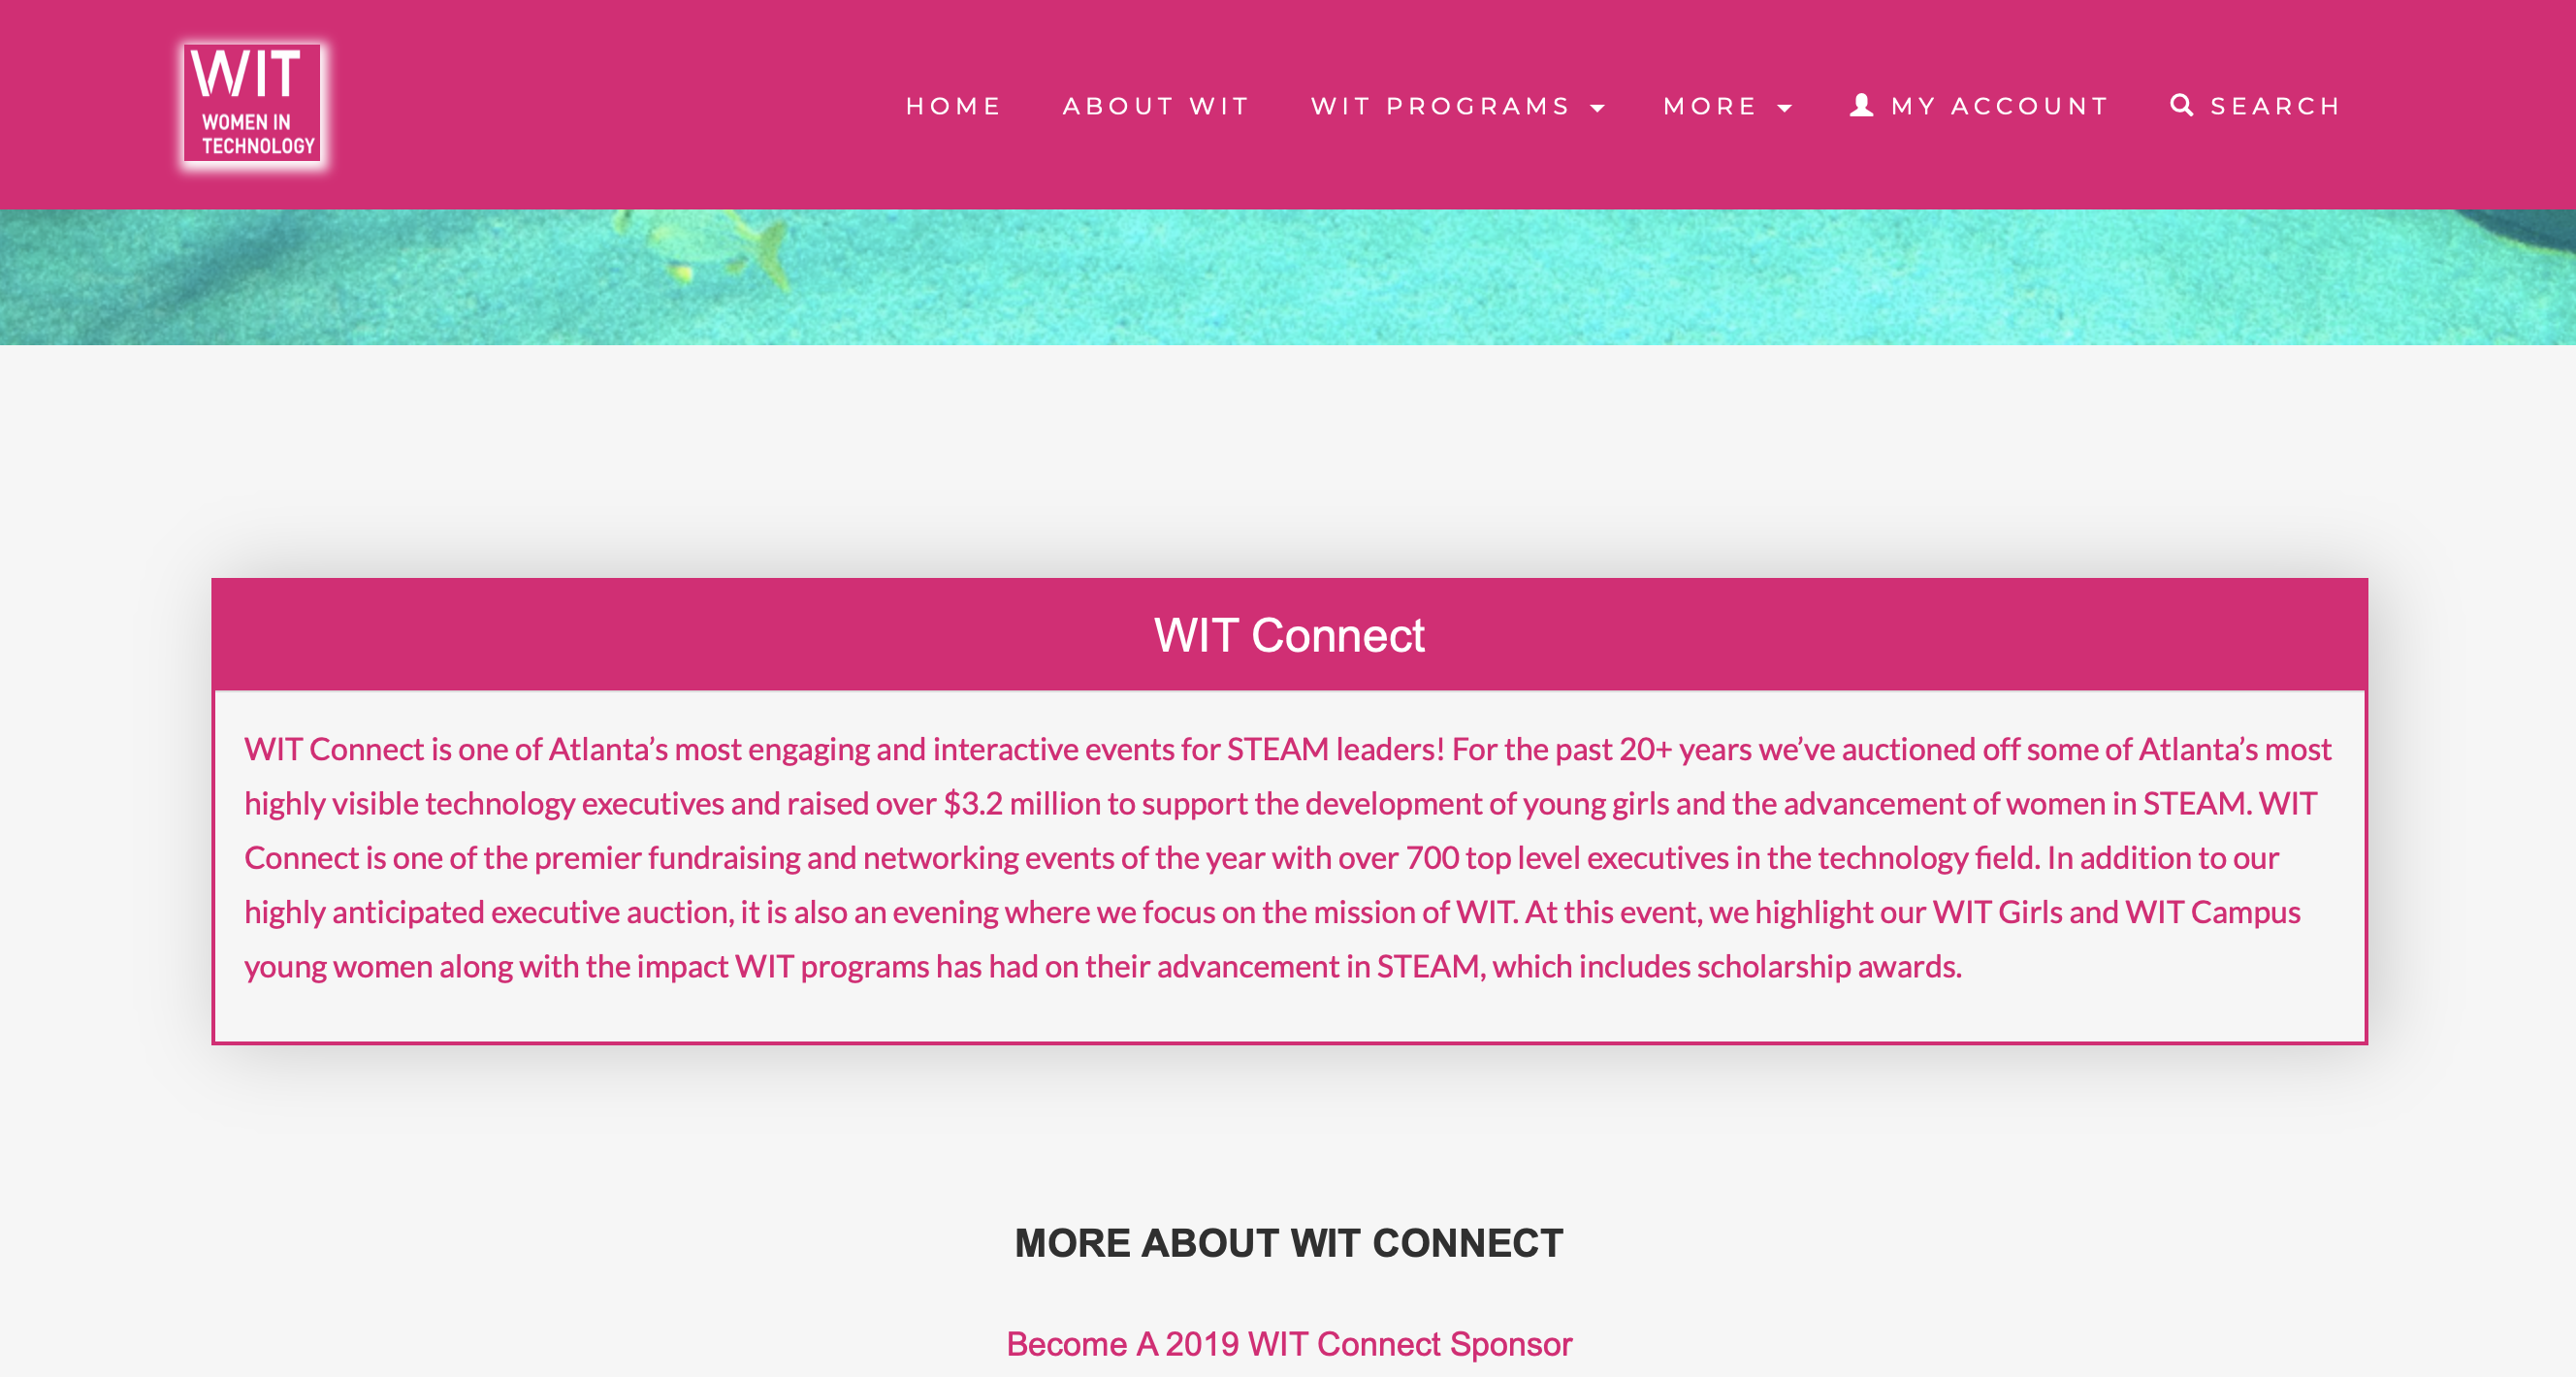 WIT
WOMEN IN
TECHNOLOGY
HOME ABOUT WIT WIT PROGRAMS MORE MY ACCOUNT SEARCH
WIT Connect
WIT Connect is one of Atlanta’s most engaging and interactive events for STEAM leaders! For the past 20+ years we’ve auctioned off some of Atlanta’s most
highly visible technology executives and raised over $3.2 million to support the development of young girls and the advancement of women in STEAM. WIT
Connect is one of the premier fundraising and networking events of the year with over 700 top level executives in the technology field. In addition to our
highly anticipated executive auction, it is also an evening where we focus on the mission of WIT. At this event, we highlight our WIT Girls and WIT Campus
young women along with the impact WIT programs has had on their advancement in STEAM, which includes scholarship awards.
MORE ABOUT WIT CONNECT
Become A 2019 WIT Connect Sponsor